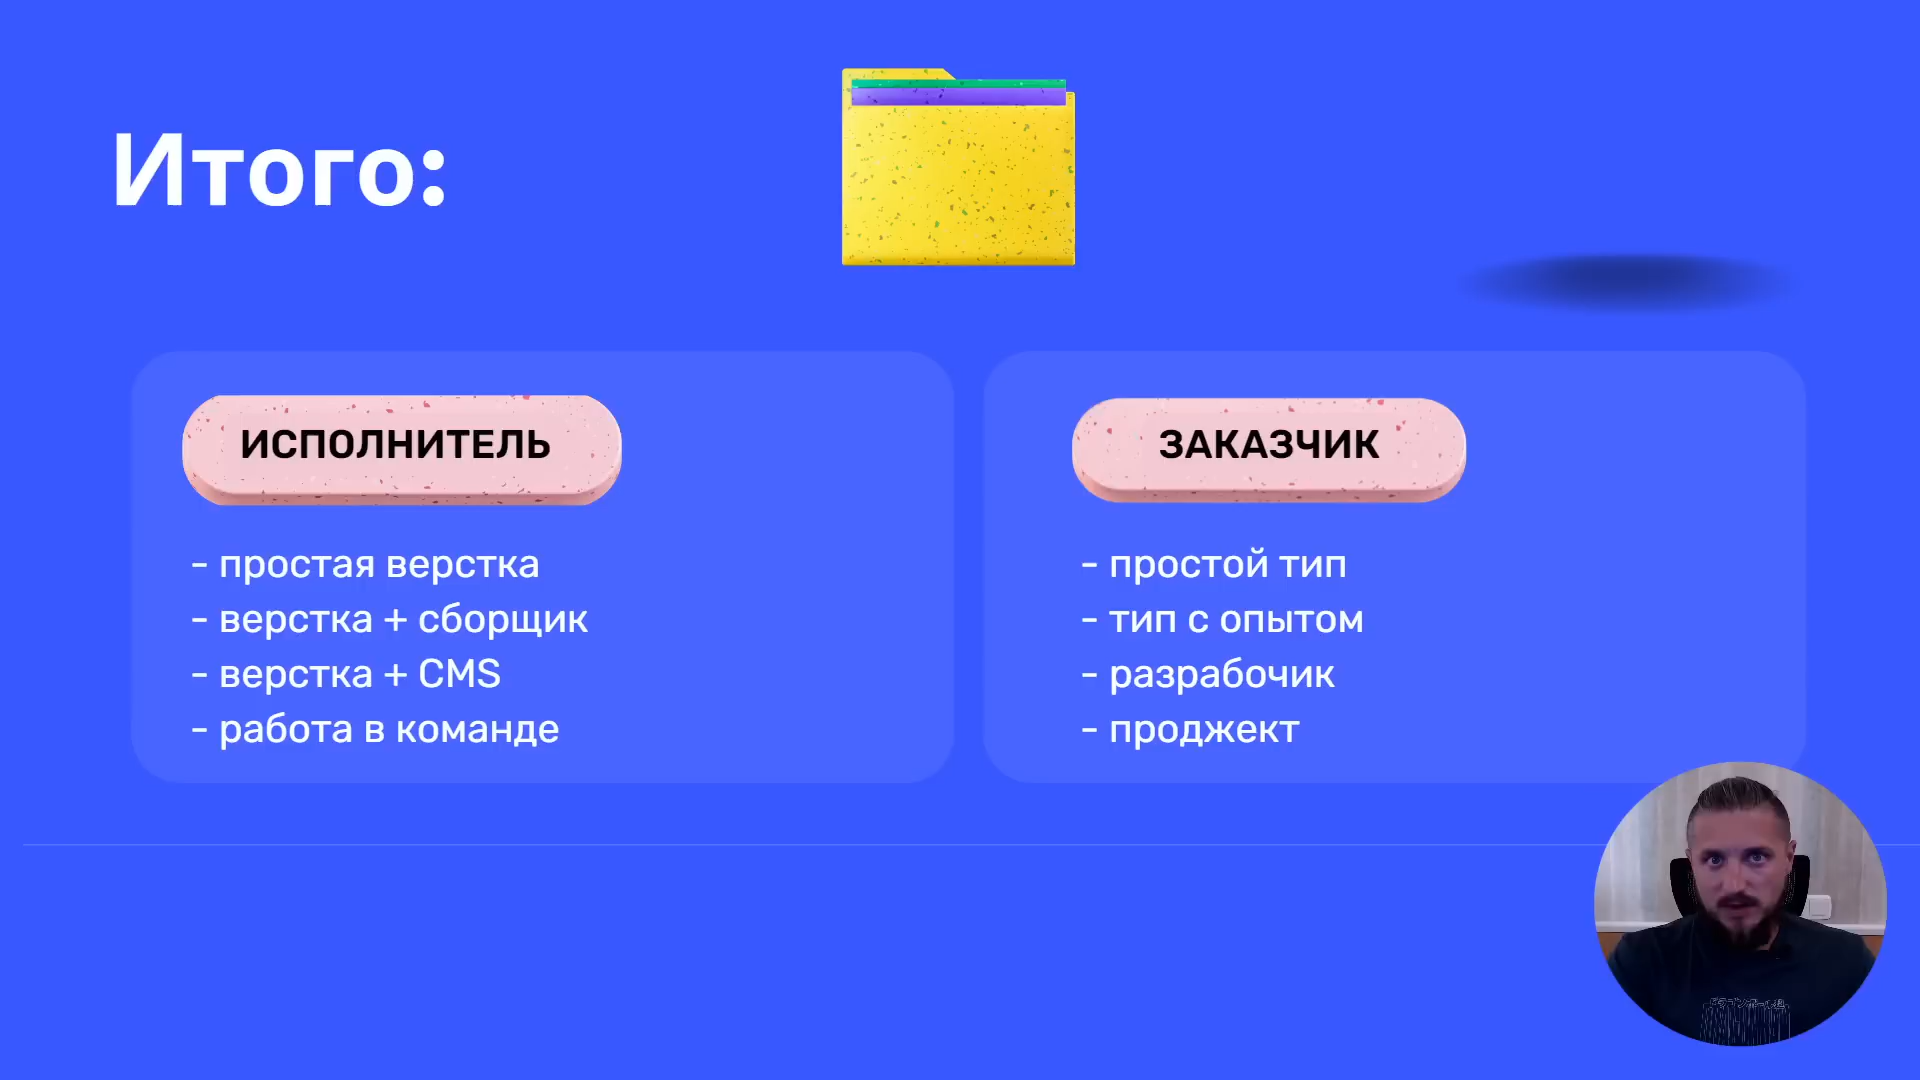 Итого:
ИСПОЛНИТЕЛЬ
- простая верстка
- верстка + сборщик
- верстка + CMS
- работа в команде
ЗАКАЗЧИК
- простой тип
- тип с опытом
- разрабочик
- проджект